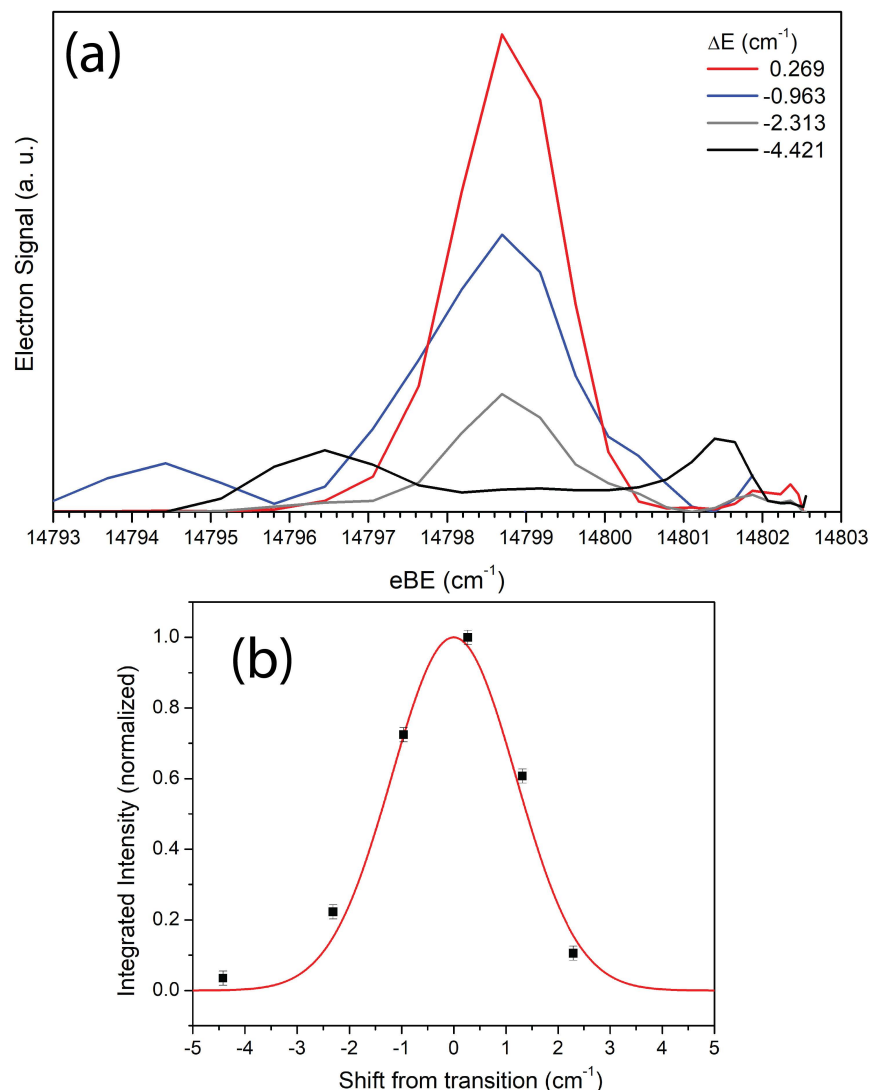 (a)
ΔE (cm⁻¹)
0.269
-0.963
-2.313
-4.421
Electron Signal (a. u.)
14793 14794 14795 14796 14797 14798 14799 14800 14801 14802 14803
eBE (cm⁻¹)
(b)
Integrated Intensity (normalized)
1.0
0.8
0.6
0.4
0.2
0.0
-5 -4 -3 -2 -1 0 1 2 3 4 5
Shift from transition (cm⁻¹)